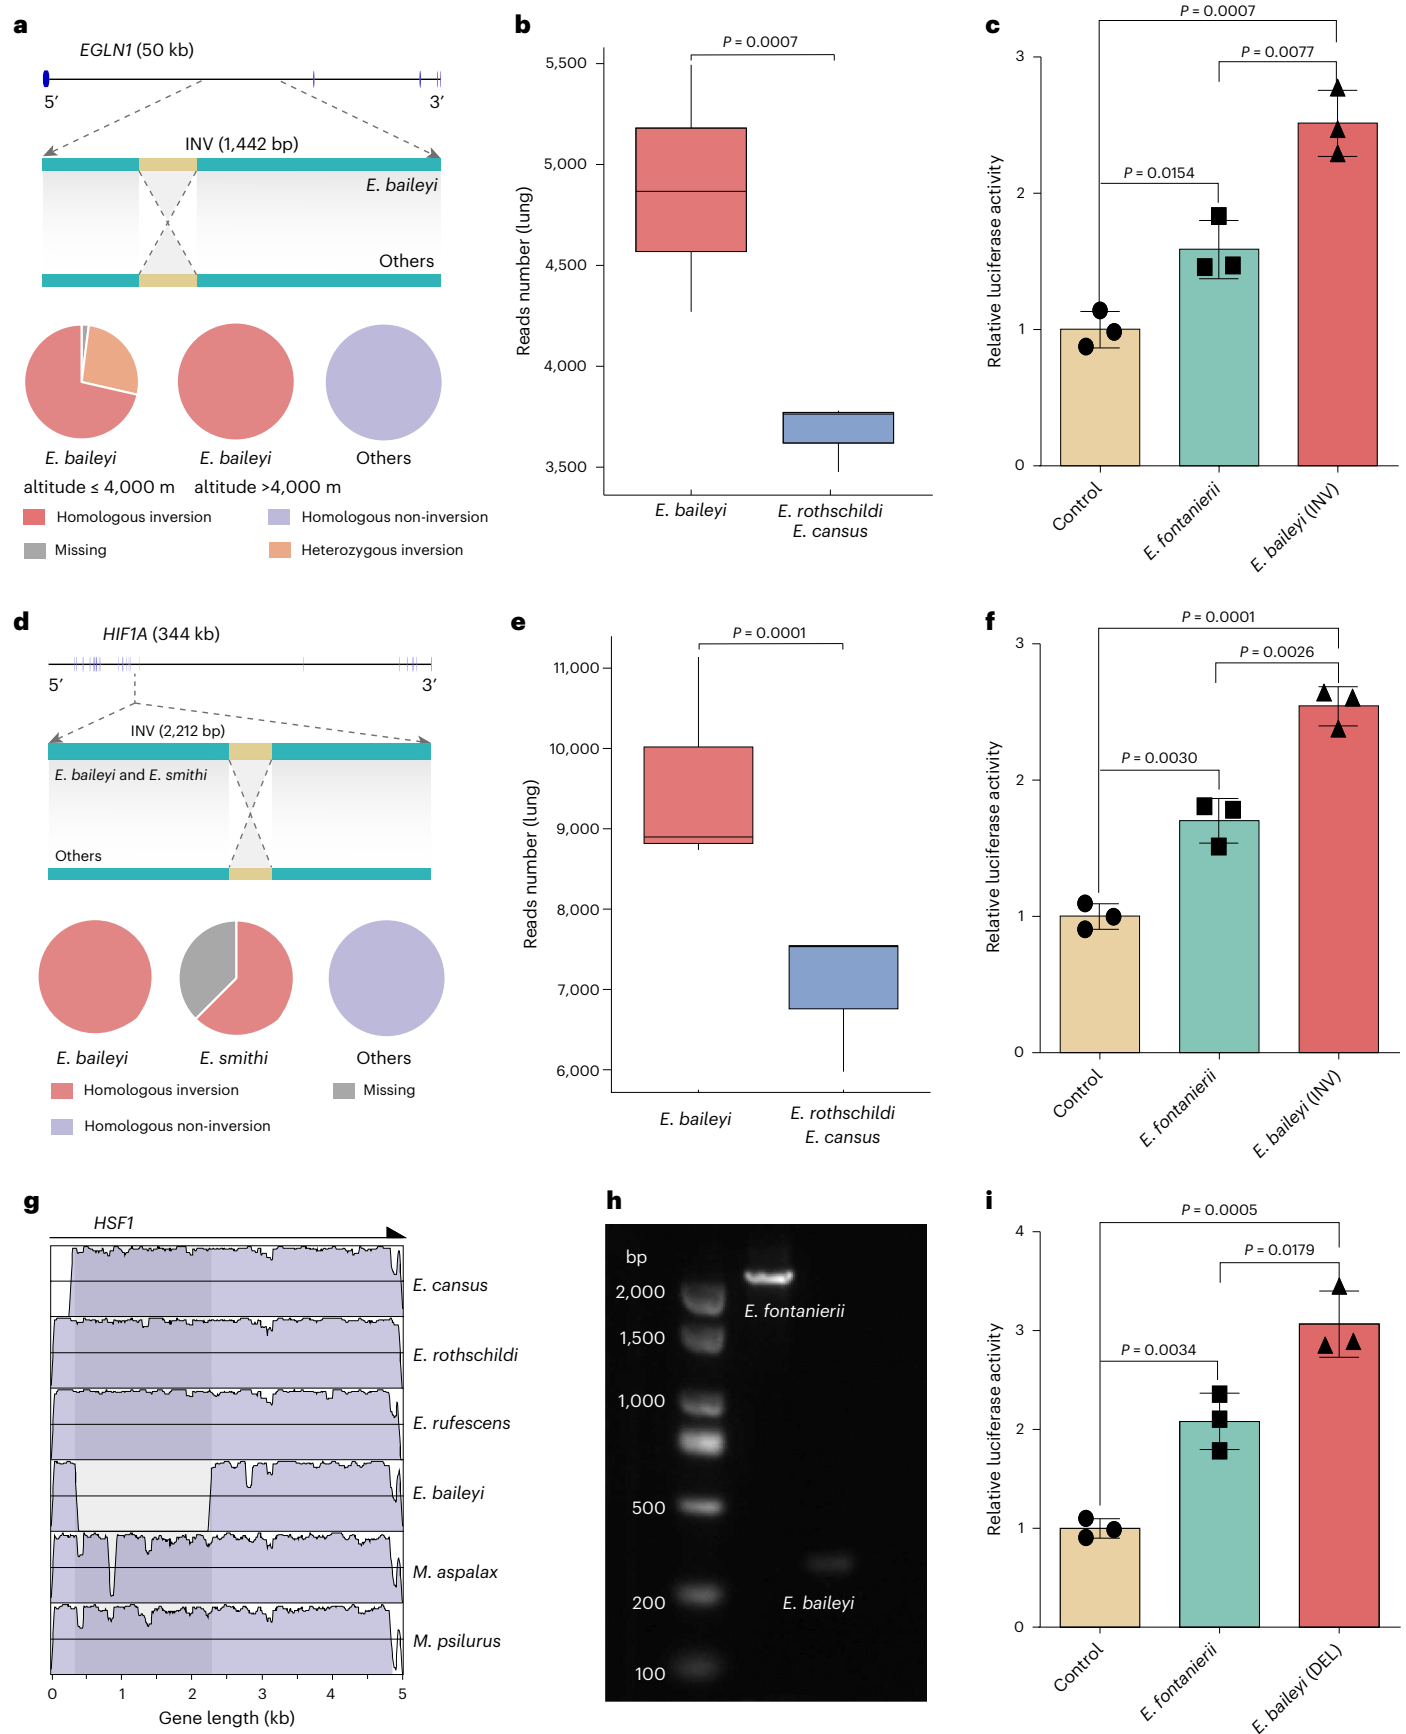 a
EGLN1 (50 kb)
5′
3′
INV (1,442 bp)
E. baileyi
Others
E. baileyi
altitude ≤ 4,000 m
E. baileyi
altitude >4,000 m
Others
Homologous inversion
Homologous non-inversion
Missing
Heterozygous inversion
b
P = 0.0007
5,500
5,000
4,500
4,000
3,500
Reads number (lung)
E. baileyi
E. rothschildi
E. cansus
c
P = 0.0007
P = 0.0077
P = 0.0154
3
2
1
0
Relative luciferase activity
Control
E. fontanierii
E. baileyi (INV)
d
HIF1A (344 kb)
5′
3′
INV (2,212 bp)
E. baileyi and E. smithi
Others
E. baileyi
E. smithi
Others
Homologous inversion
Missing
Homologous non-inversion
e
P = 0.0001
11,000
10,000
9,000
8,000
7,000
6,000
Reads number (lung)
E. baileyi
E. rothschildi
E. cansus
f
P = 0.0001
P = 0.0026
P = 0.0030
3
2
1
0
Relative luciferase activity
Control
E. fontanierii
E. baileyi (INV)
g
HSF1
E. cansus
E. rothschildi
E. rufescens
E. baileyi
M. aspalax
M. psilurus
0 1 2 3 4 5
Gene length (kb)
h
bp
2,000
1,500
1,000
500
200
100
E. fontanierii
E. baileyi
i
P = 0.0005
P = 0.0179
P = 0.0034
4
3
2
1
0
Relative luciferase activity
Control
E. fontanierii
E. baileyi (DEL)